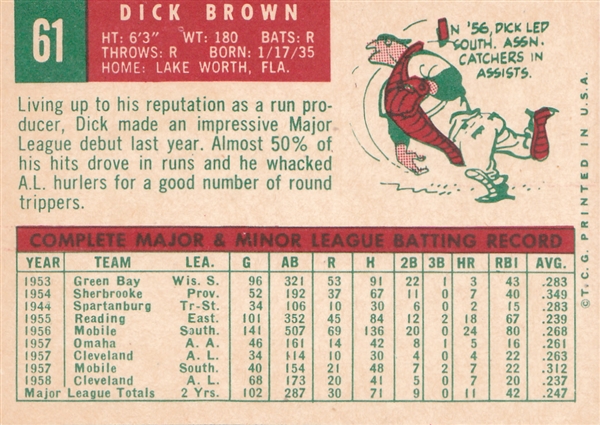 61
DICK BROWN
HT: 6'3" WT: 180 BATS: R
THROWS: R BORN: 1/17/35
HOME: LAKE WORTH, FLA.
IN '56, DICK LED
SOUTH. ASSN.
CATCHERS IN
ASSISTS.
Living up to his reputation as a run pro-
ducer, Dick made an impressive Major
League debut last year. Almost 50% of
his hits drove in runs and he whacked
A.L. hurlers for a good number of round
trippers.
COMPLETE MAJOR & MINOR LEAGUE BATTING RECORD
YEAR TEAM LEA. G AB R H 2B 3B HR RBI AVG.
1953 Green Bay Wis. S. 96 321 53 91 22 1 3 43 .283
1954 Sherbrooke Prov. 52 192 37 67 11 0 7 40 .349
1944 Spartanburg Tr-St. 34 106 10 30 4 0 2 15 .283
1955 Reading East. 101 352 45 84 12 2 18 67 .239
1956 Mobile South. 141 507 69 136 20 0 24 80 .268
1957 Omaha A. A. 46 161 14 42 8 2 2 14 .261
1957 Cleveland A. L. 34 114 10 30 4 0 4 22 .263
1957 Mobile South. 40 154 21 48 7 0 5 22 .312
1958 Cleveland A. L. 68 173 20 41 5 0 7 20 .237
Major League Totals 2 Yrs. 102 287 30 71 9 0 11 42 .247
©T.C.G. PRINTED IN U.S.A.